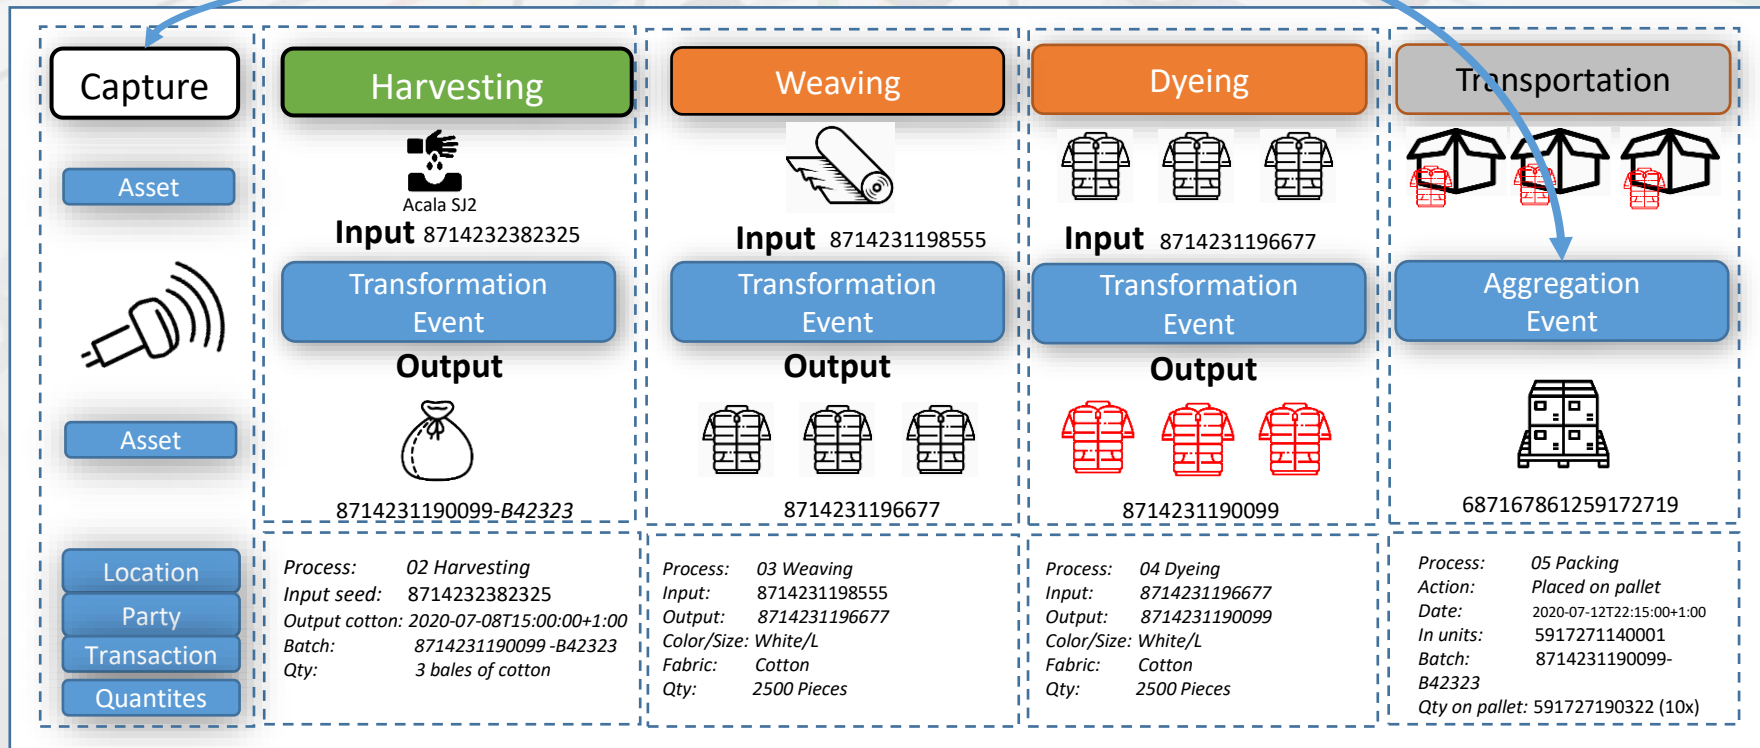 Capture
Asset
Asset
Location
Party
Transaction
Quantites
Harvesting
Acala SJ2
Input 8714232382325
Transformation
Event
Output
8714231190099-B42323
Process: 02 Harvesting
Input seed: 8714232382325
Output cotton: 2020-07-08T15:00:00+1:00
Batch: 8714231190099 -B42323
Qty: 3 bales of cotton
Weaving
Input 8714231198555
Transformation
Event
Output
8714231196677
Process: 03 Weaving
Input: 8714231198555
Output: 8714231196677
Color/Size: White/L
Fabric: Cotton
Qty: 2500 Pieces
Dyeing
Input 8714231196677
Transformation
Event
Output
8714231190099
Process: 04 Dyeing
Input: 8714231196677
Output: 8714231190099
Color/Size: White/L
Fabric: Cotton
Qty: 2500 Pieces
Transportation
Aggregation
Event
687167861259172719
Process: 05 Packing
Action: Placed on pallet
Date: 2020-07-12T22:15:00+1:00
In units: 5917271140001
Batch: 8714231190099-
B42323
Qty on pallet: 591727190322 (10x)